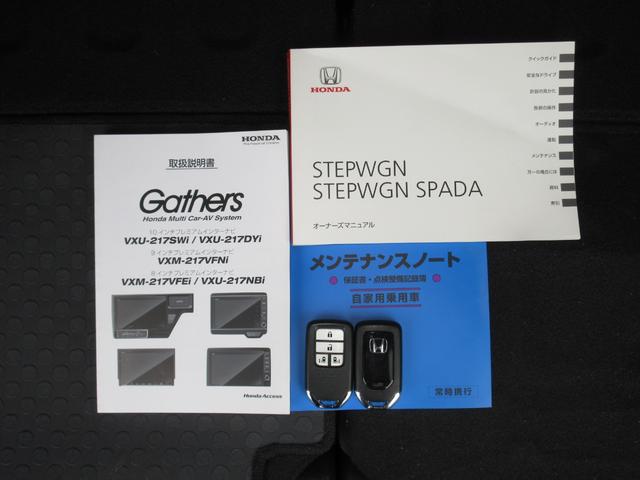 HONDA
クイックガイド
安全なドライブ
計器の見かた
各部の操作
オーディオ
運転
メンテナンス
万一の場合には
資料
索引
STEPWGN
STEPWGN SPADA
オーナーズマニュアル
HONDA
The Power of Dreams
取扱説明書
Gathers
Honda Multi Car-AV System
10インチプレミアムインターナビ
VXU-217SWi / VXU-217DYi
9インチプレミアムインターナビ
VXM-217VFNi
8インチプレミアムインターナビ
VXM-217VFEi / VXU-217NBi
Honda Access
メンテナンスノート
保証書・点検整備記録簿
自家用乗用車
常時携行